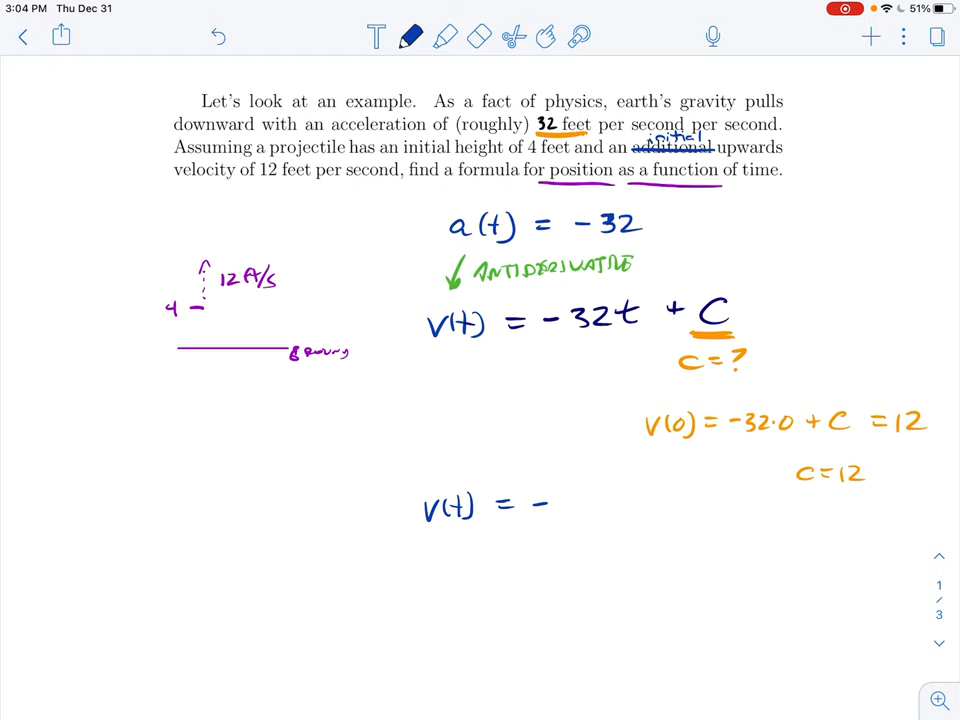 3:04 PM Thu Dec 31
51%
T
Let's look at an example. As a fact of physics, earth's gravity pulls
downward with an acceleration of (roughly) 32 feet per second per second.
initial
Assuming a projectile has an initial height of 4 feet and an additional upwards
velocity of 12 feet per second, find a formula for position as a function of time.
a(t) = -32
ANTIDERIVATIVE
12 ft/s
4
v(t) = -32t + C
GROUND
C = ?
v(0) = -32·0 + C = 12
C = 12
v(t) = -
1
/
3